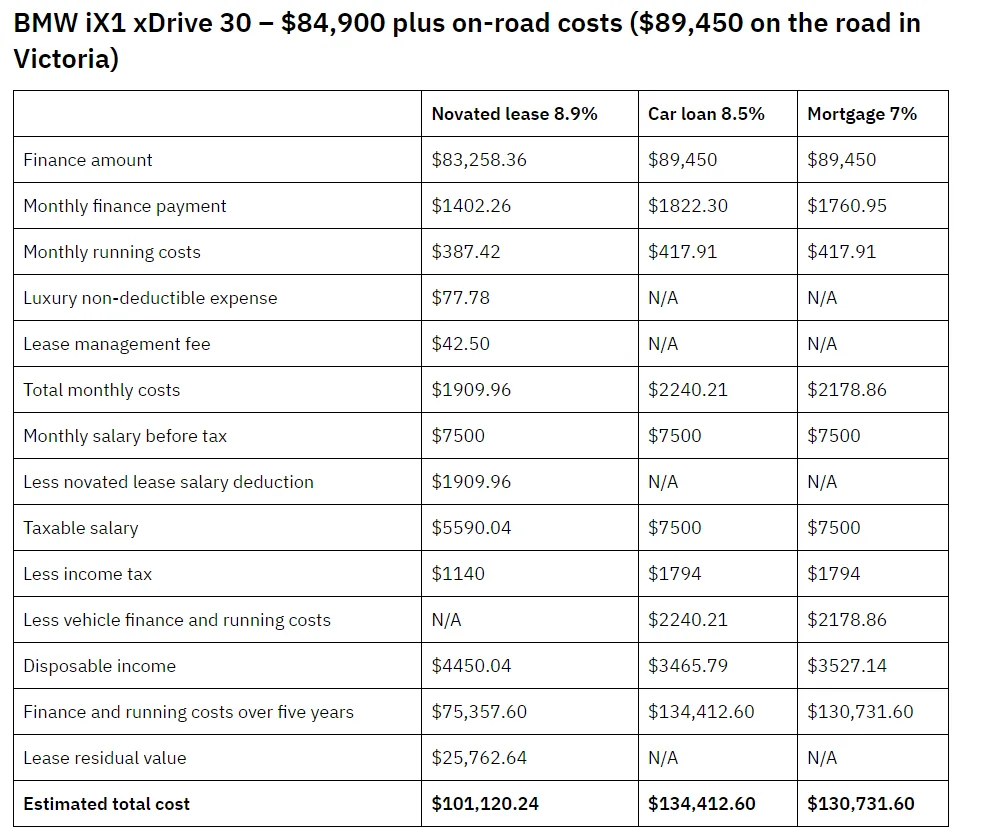 BMW iX1 xDrive 30 – $84,900 plus on-road costs ($89,450 on the road in
Victoria)
Novated lease 8.9% Car loan 8.5% Mortgage 7%
Finance amount $83,258.36 $89,450 $89,450
Monthly finance payment $1402.26 $1822.30 $1760.95
Monthly running costs $387.42 $417.91 $417.91
Luxury non-deductible expense $77.78 N/A N/A
Lease management fee $42.50 N/A N/A
Total monthly costs $1909.96 $2240.21 $2178.86
Monthly salary before tax $7500 $7500 $7500
Less novated lease salary deduction $1909.96 N/A N/A
Taxable salary $5590.04 $7500 $7500
Less income tax $1140 $1794 $1794
Less vehicle finance and running costs N/A $2240.21 $2178.86
Disposable income $4450.04 $3465.79 $3527.14
Finance and running costs over five years $75,357.60 $134,412.60 $130,731.60
Lease residual value $25,762.64 N/A N/A
Estimated total cost $101,120.24 $134,412.60 $130,731.60